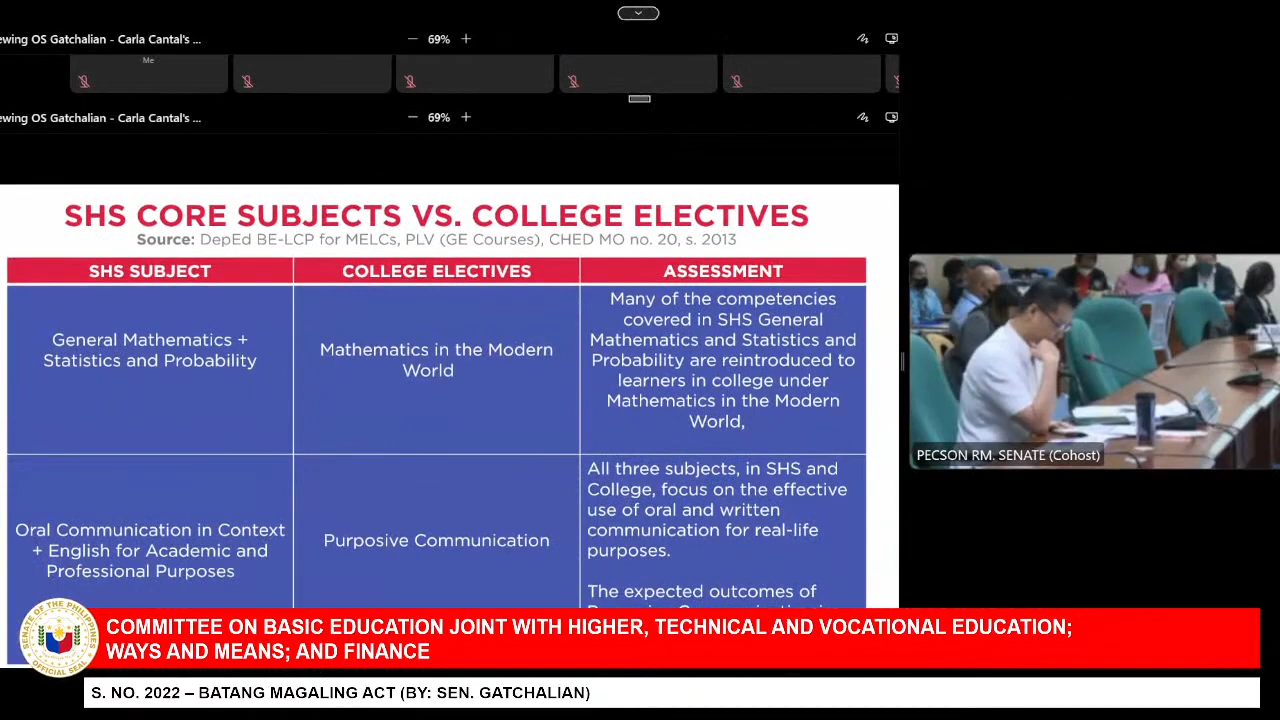 ewing OS Gatchalian - Carla Cantal's ...
69%
Me
ewing OS Gatchalian - Carla Cantal's ...
69%
SHS CORE SUBJECTS VS. COLLEGE ELECTIVES
Source: DepEd BE-LCP for MELCs, PLV (GE Courses), CHED MO no. 20, s. 2013
SHS SUBJECT
COLLEGE ELECTIVES
ASSESSMENT
General Mathematics +
Statistics and Probability
Mathematics in the Modern
World
Many of the competencies
covered in SHS General
Mathematics and Statistics and
Probability are reintroduced to
learners in college under
Mathematics in the Modern
World,
Oral Communication in Context
+ English for Academic and
Professional Purposes
Purposive Communication
All three subjects, in SHS and
College, focus on the effective
use of oral and written
communication for real-life
purposes.
The expected outcomes of
PECSON RM. SENATE (Cohost)
SENATE OF THE PHILIPPINES
OFFICIAL SEAL
COMMITTEE ON BASIC EDUCATION JOINT WITH HIGHER, TECHNICAL AND VOCATIONAL EDUCATION;
WAYS AND MEANS; AND FINANCE
S. NO. 2022 – BATANG MAGALING ACT (BY: SEN. GATCHALIAN)